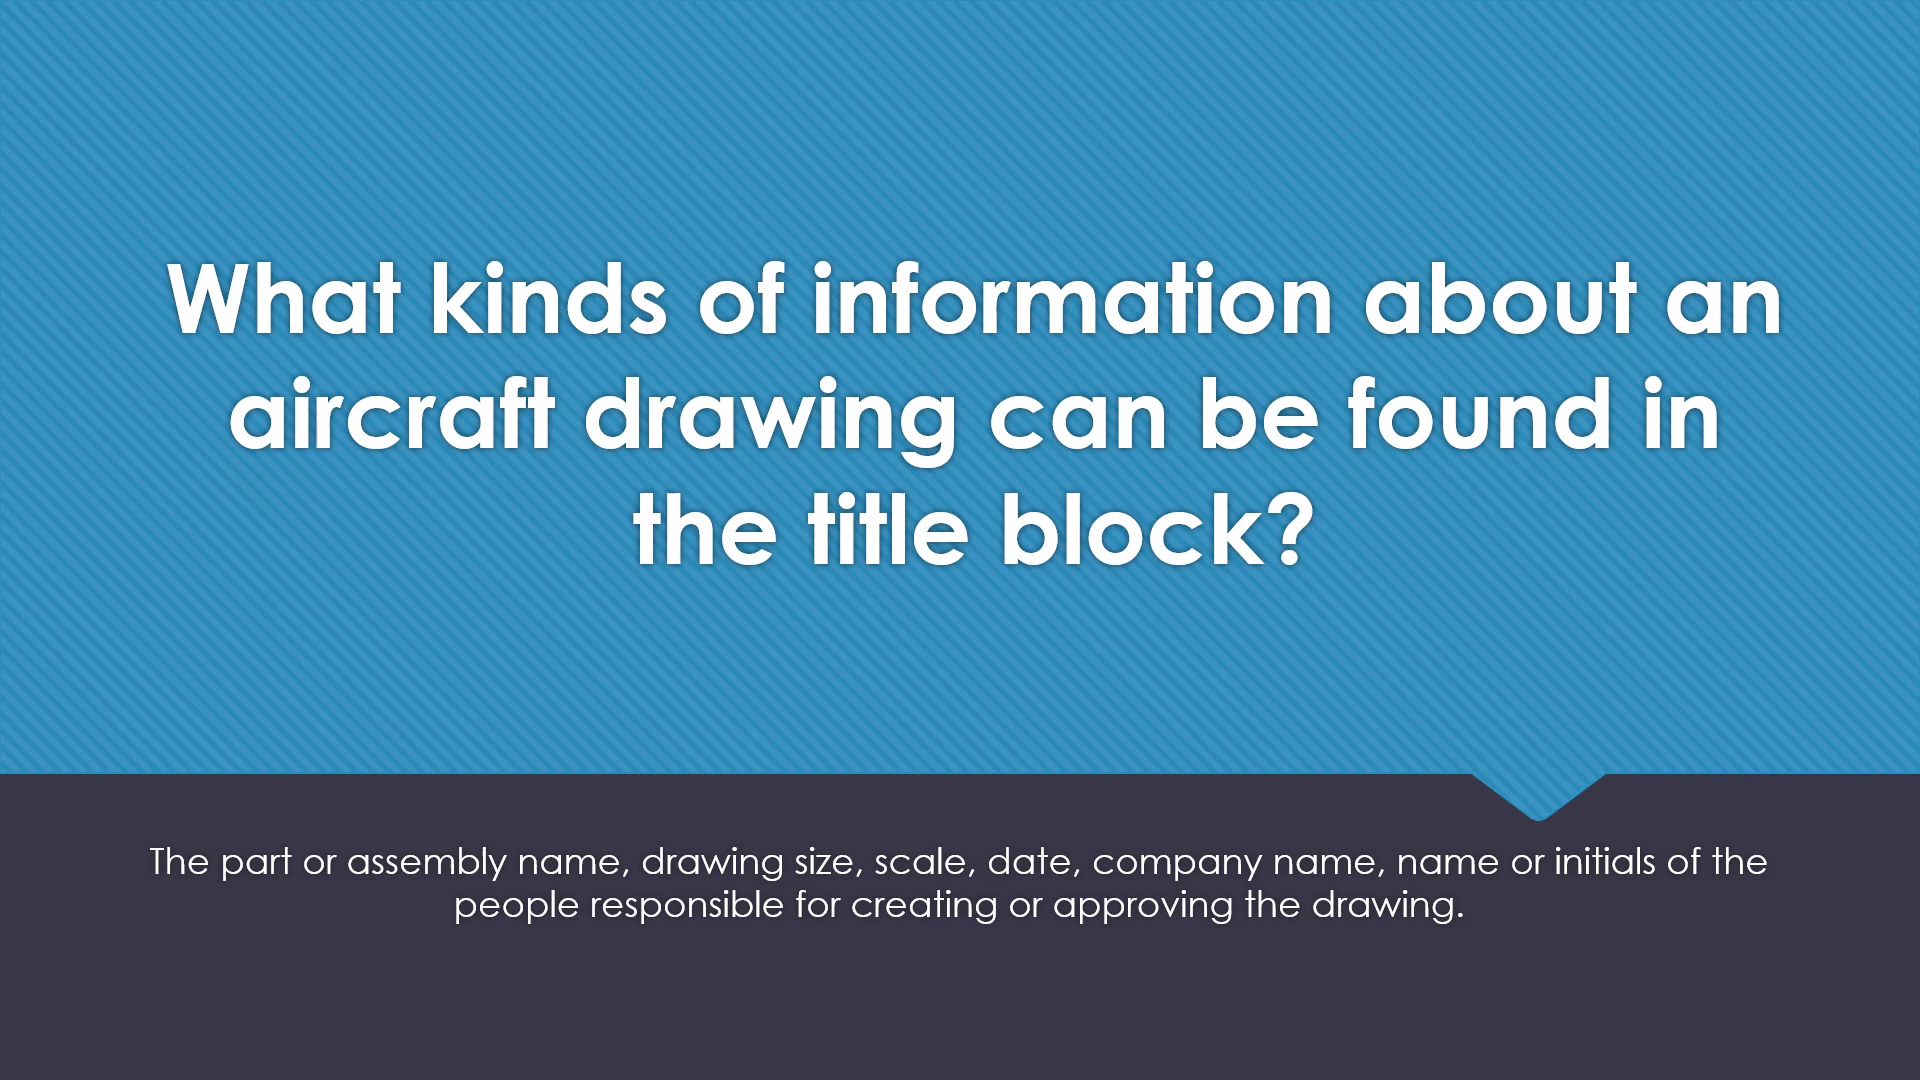 What kinds of information about an
aircraft drawing can be found in
the title block?
The part or assembly name, drawing size, scale, date, company name, name or initials of the
people responsible for creating or approving the drawing.